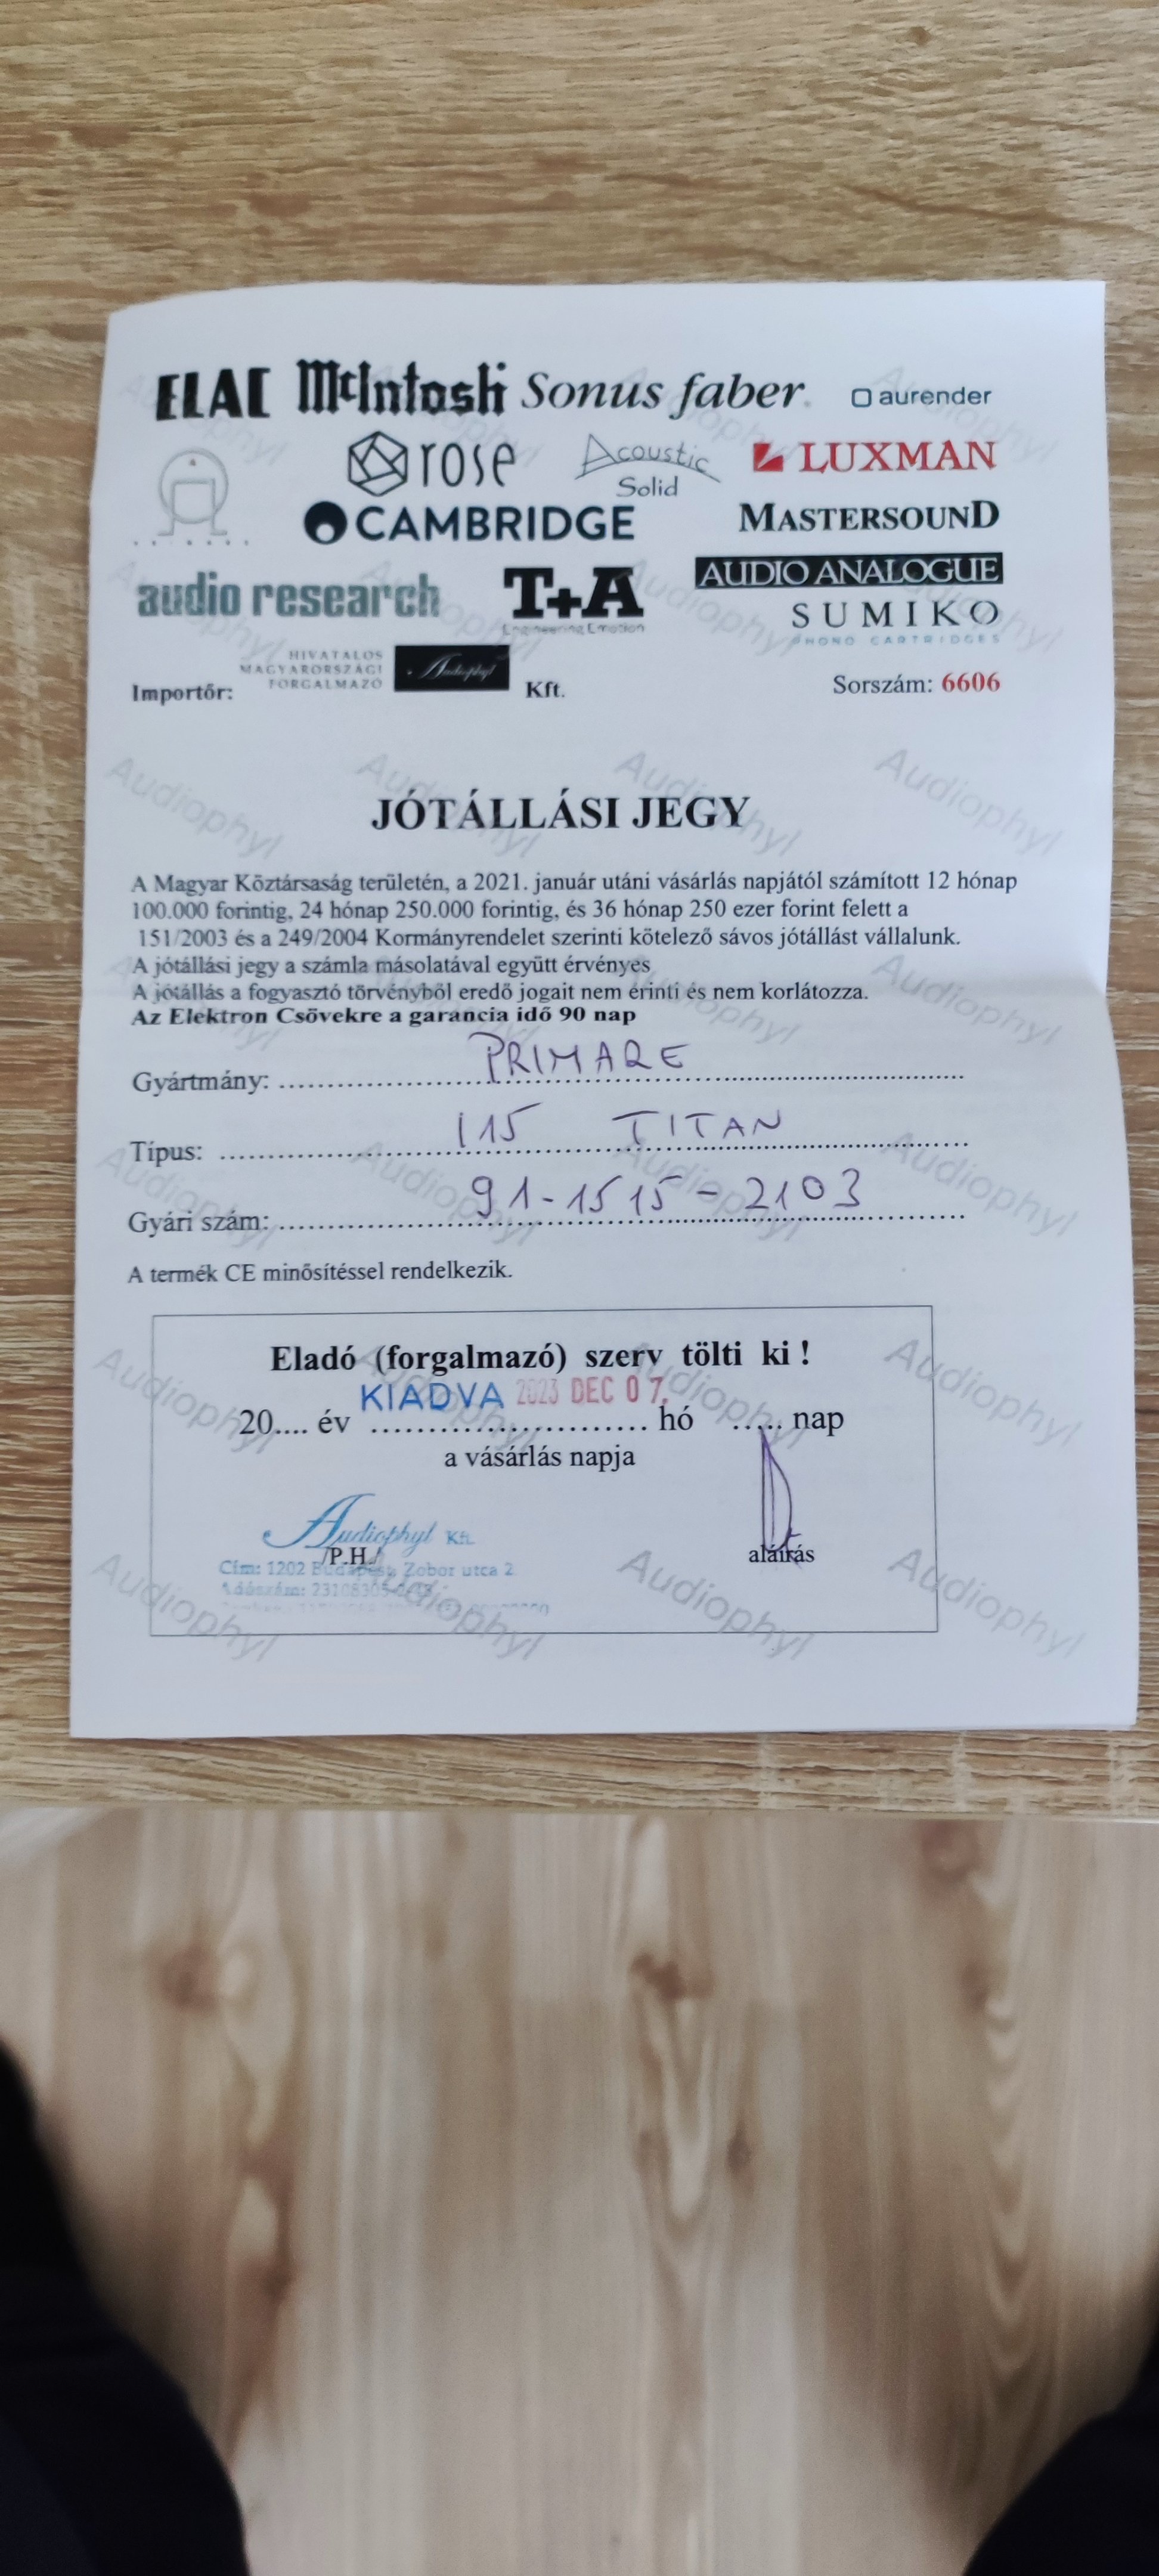 ELAC McIntosh Sonus faber aurender
rose Acoustic Solid LUXMAN
CAMBRIDGE MASTERSOUND
audio research T+A AUDIO ANALOGUE
Engineering Emotion SUMIKO
PHONO CARTRIDGES
HIVATALOS
MAGYARORSZÁGI
FORGALMAZÓ
Importőr: Audiophyl Kft. Sorszám: 6606
JÓTÁLLÁSI JEGY
A Magyar Köztársaság területén, a 2021. január utáni vásárlás napjától számított 12 hónap
100.000 forintig, 24 hónap 250.000 forintig, és 36 hónap 250 ezer forint felett a
151/2003 és a 249/2004 Kormányrendelet szerinti kötelező sávos jótállást vállalunk.
A jótállási jegy a számla másolatával együtt érvényes
A jótállás a fogyasztó törvényből eredő jogait nem érinti és nem korlátozza.
Az Elektron Csövekre a garancia idő 90 nap
Gyártmány: PRIMARE
Típus: I15 TITAN
Gyári szám: 91-1515-2103
A termék CE minősítéssel rendelkezik.
Eladó (forgalmazó) szerv tölti ki !
KIADVA 2023 DEC 07.
20.... év ........................ hó ..... nap
a vásárlás napja
Audiophyl Kft.
/P.H./ aláírás
Cím: 1202 Budapest, Zobor utca 2
Adószám: